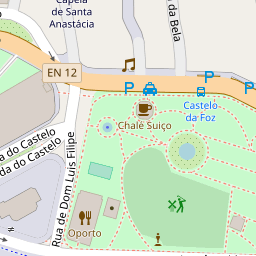 Capela
de Santa
Anastácia
da Bela
EN 12
P
P
P
Castelo
da Foz
Chalé Suíço
do Castelo
da do Castelo
Rua de Dom Luís Filipe
Oporto